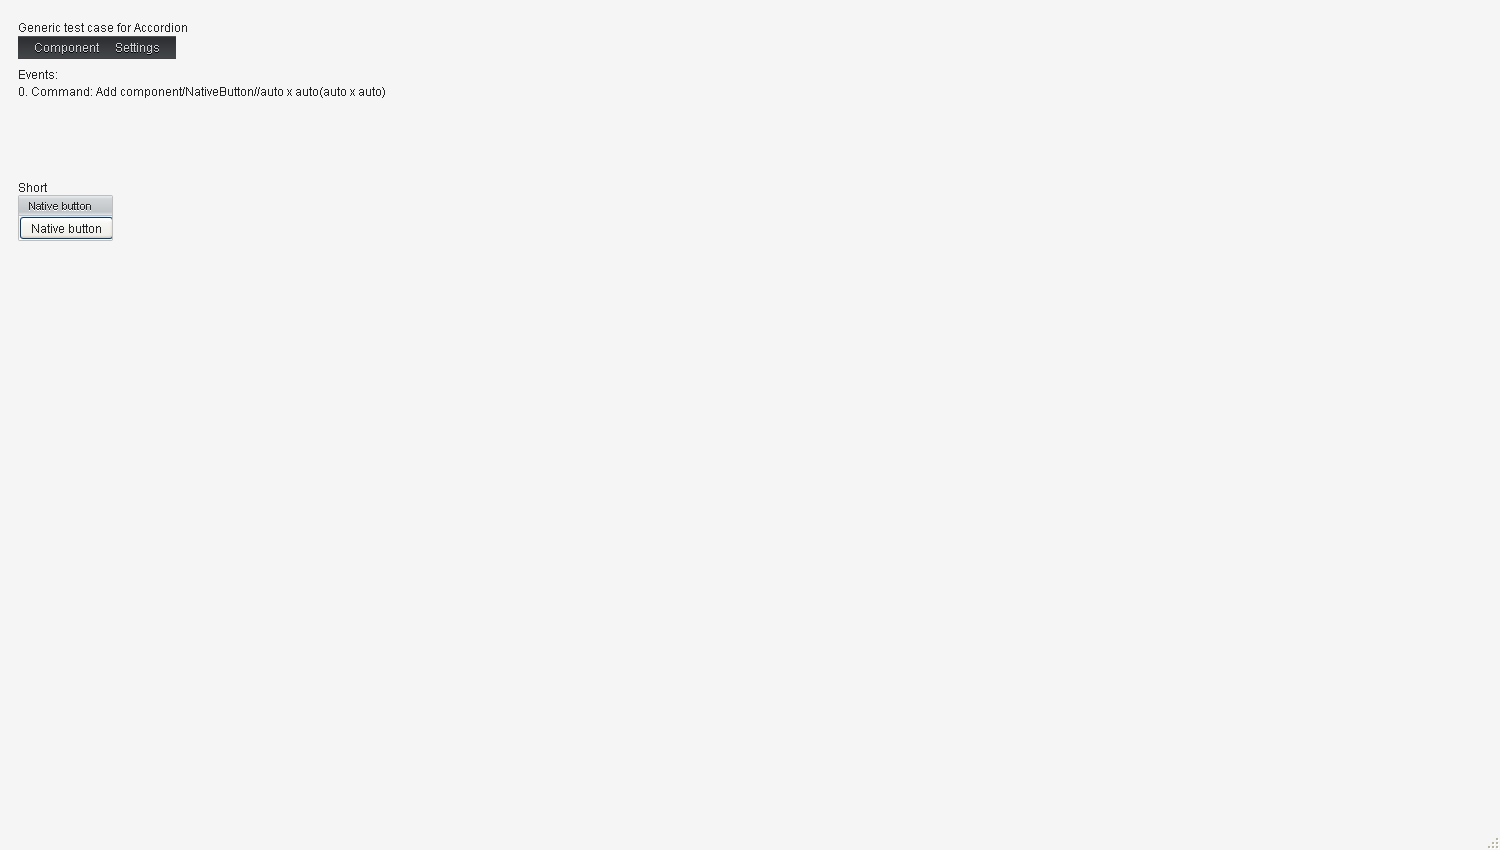 Generic test case for Accordion
Component Settings
Events:
0. Command: Add component/NativeButton//auto x auto(auto x auto)
Short
Native button
Native button